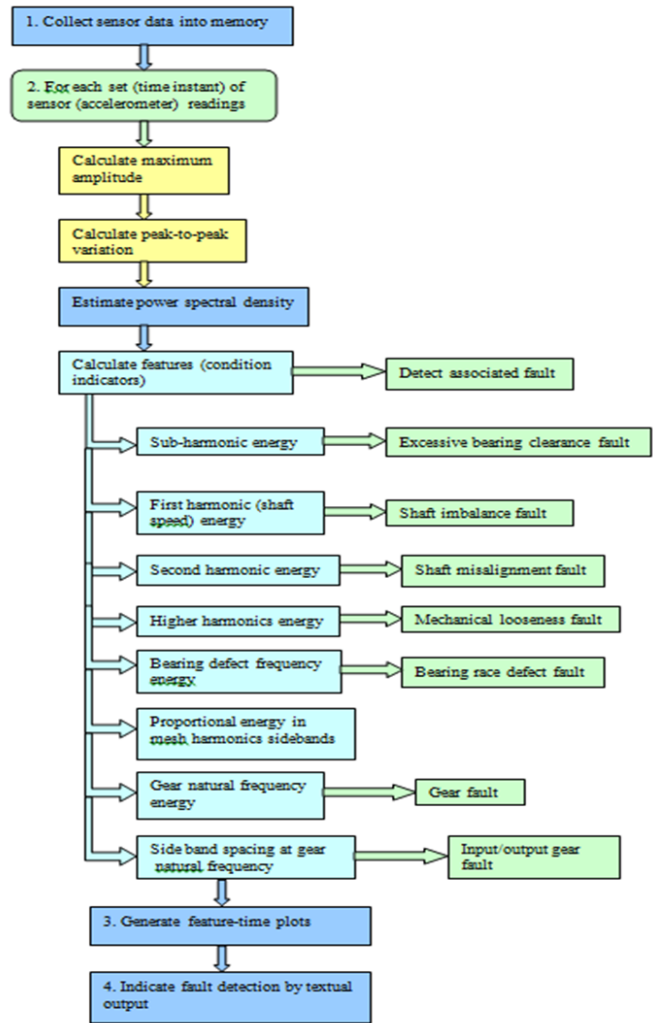 1. Collect sensor data into memory
2. For each set (time instant) of
sensor (accelerometer) readings
Calculate maximum
amplitude
Calculate peak-to-peak
variation
Estimate power spectral density
Calculate features (condition
indicators)
Detect associated fault
Sub-harmonic energy
Excessive bearing clearance fault
First harmonic (shaft
speed) energy
Shaft imbalance fault
Second harmonic energy
Shaft misalignment fault
Higher harmonics energy
Mechanical looseness fault
Bearing defect frequency
energy
Bearing race defect fault
Proportional energy in
mesh harmonics sidebands
Gear natural frequency
energy
Gear fault
Side band spacing at gear
natural frequency
Input/output gear
fault
3. Generate feature-time plots
4. Indicate fault detection by textual
output